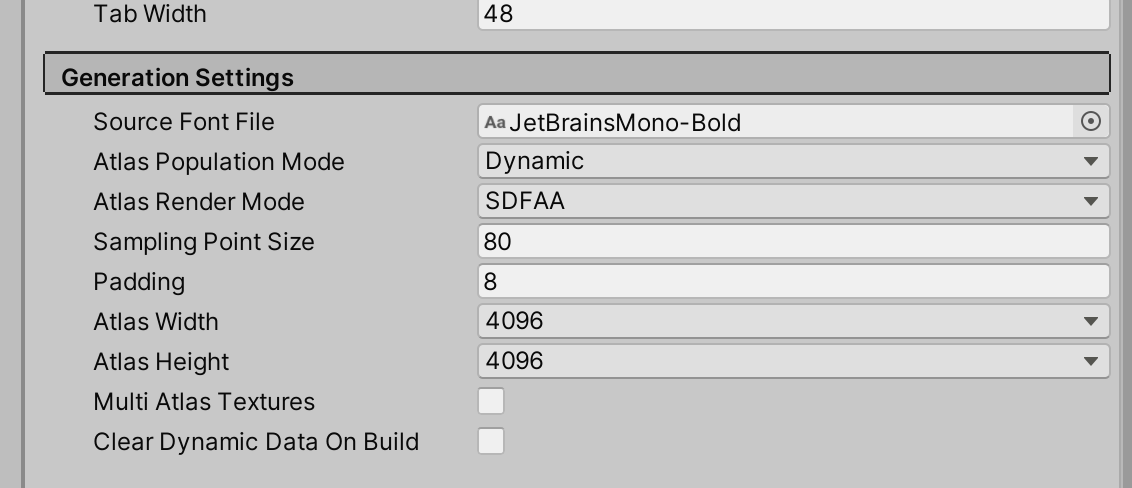 Tab Width 48
Generation Settings
Source Font File Aa JetBrainsMono-Bold
Atlas Population Mode Dynamic
Atlas Render Mode SDFAA
Sampling Point Size 80
Padding 8
Atlas Width 4096
Atlas Height 4096
Multi Atlas Textures
Clear Dynamic Data On Build